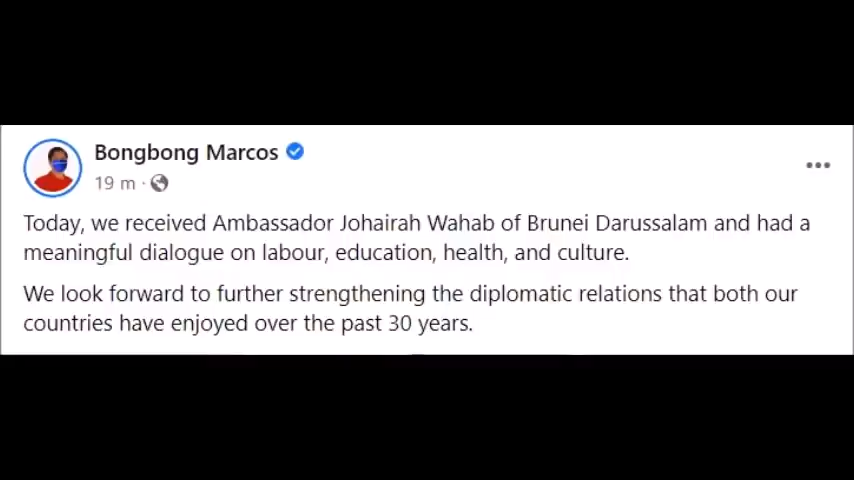 Bongbong Marcos
19 m ·
Today, we received Ambassador Johairah Wahab of Brunei Darussalam and had a
meaningful dialogue on labour, education, health, and culture.
We look forward to further strengthening the diplomatic relations that both our
countries have enjoyed over the past 30 years.